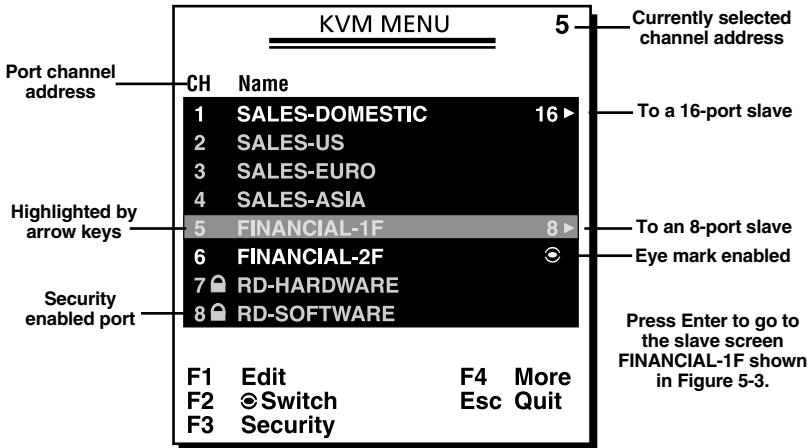 KVM MENU 5
Currently selected
channel address
Port channel
address
CH Name
1 SALES-DOMESTIC 16 ►
To a 16-port slave
2 SALES-US
3 SALES-EURO
4 SALES-ASIA
Highlighted by
arrow keys
5 FINANCIAL-1F 8 ►
To an 8-port slave
6 FINANCIAL-2F
Eye mark enabled
7 RD-HARDWARE
8 RD-SOFTWARE
Security
enabled port
Press Enter to go to
the slave screen
FINANCIAL-1F shown
in Figure 5-3.
F1 Edit F4 More
F2 Switch Esc Quit
F3 Security